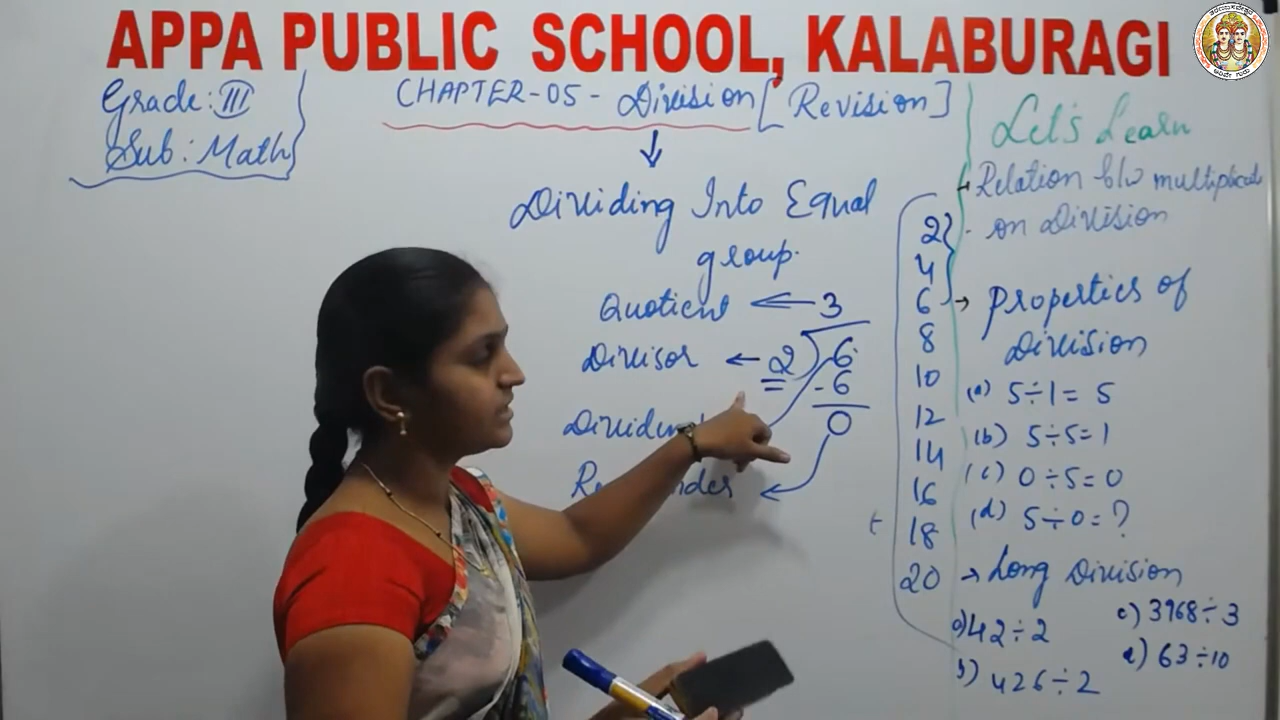 APPA PUBLIC SCHOOL, KALABURAGI
Grade: III
Sub: Math
CHAPTER-05 - Division [Revision]
↓
Dividing Into Equal
group.
Quotient ← 3
Divisor ← 2) 6
- 6
0
2
4
6
8
10
12
14
16
18
20
Let's Learn
→ Relation b/w multiplicati
on Division
→ Properties of
Division
(a) 5÷1= 5
(b) 5÷5=1
(c) 0÷5=0
(d) 5÷0=?
→ Long Division
a) 42÷2
b) 426÷2
c) 3968÷3
63÷10